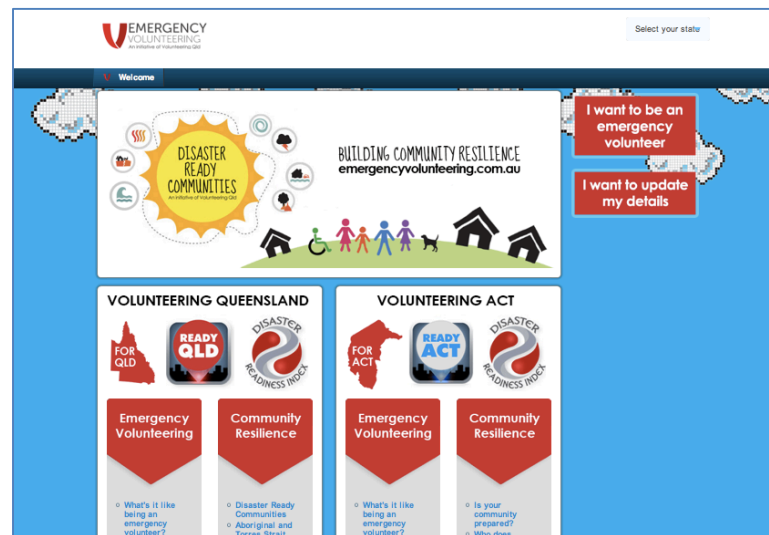 EMERGENCY
VOLUNTEERING
An Initiative of Volunteering Qld
Select your state
Welcome
DISASTER
READY
COMMUNITIES
An Initiative of Volunteering Qld
BUILDING COMMUNITY RESILIENCE
emergencyvolunteering.com.au
I want to be an
emergency
volunteer
I want to update
my details
VOLUNTEERING QUEENSLAND
FOR
QLD
READY
QLD
DISASTER
READINESS INDEX
Emergency
Volunteering
Community
Resilience
What's it like
being an
emergency
volunteer?
Disaster Ready
Communities
Aboriginal and
Torres Strait
VOLUNTEERING ACT
FOR
ACT
READY
ACT
DISASTER
READINESS INDEX
Emergency
Volunteering
Community
Resilience
What's it like
being an
emergency
volunteer?
Is your
community
prepared?
Who does